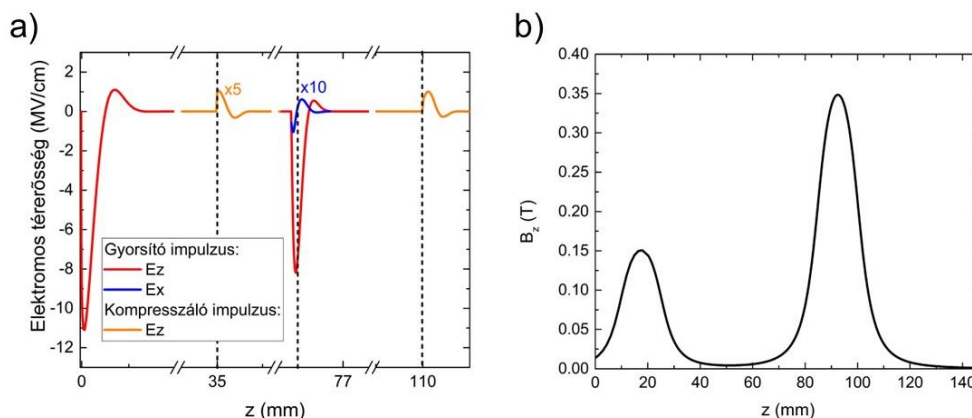 a)
b)
Elektromos térerősség (MV/cm)
2
0
-2
-4
-6
-8
-10
-12
x5
x10
Gyorsító impulzus:
Ez
Ex
Kompresszáló impulzus:
Ez
0
35
77
110
z (mm)
B_z (T)
0.40
0.35
0.30
0.25
0.20
0.15
0.10
0.05
0.00
0
20
40
60
80
100
120
140
z (mm)